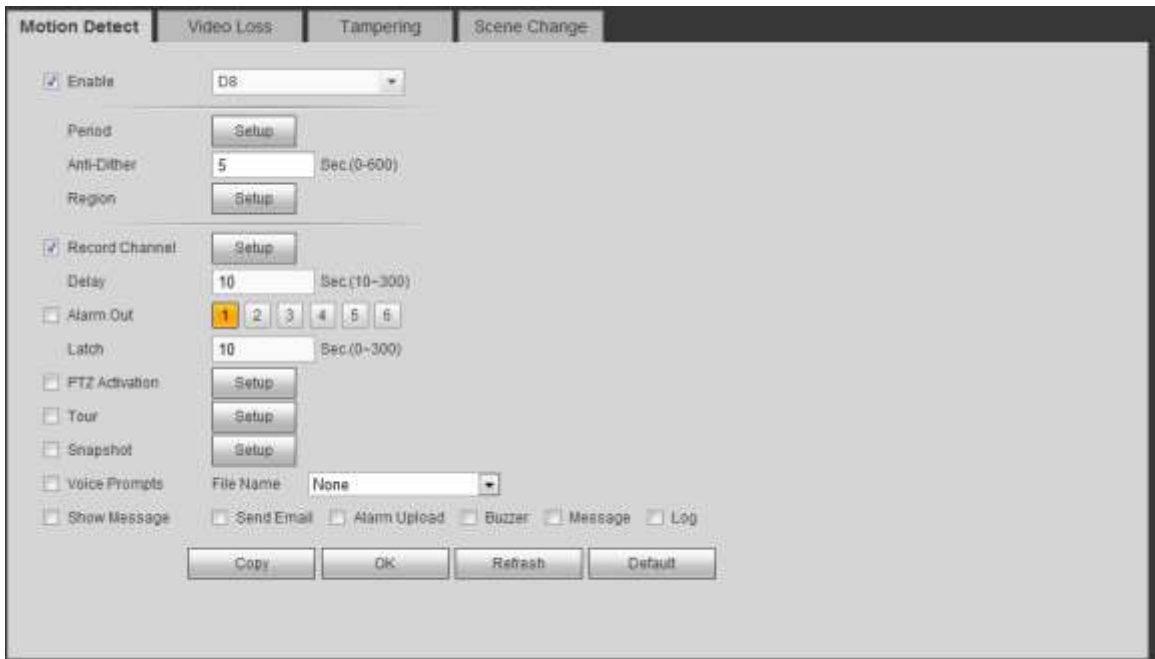 Motion Detect Video Loss Tampering Scene Change
Enable D8
Period Setup
Anti-Dither 5 Sec.(0-600)
Region Setup
Record Channel Setup
Delay 10 Sec.(10~300)
Alarm Out 1 2 3 4 5 6
Latch 10 Sec.(0~300)
PTZ Activation Setup
Tour Setup
Snapshot Setup
Voice Prompts File Name None
Show Message Send Email Alarm Upload Buzzer Message Log
Copy OK Refresh Default